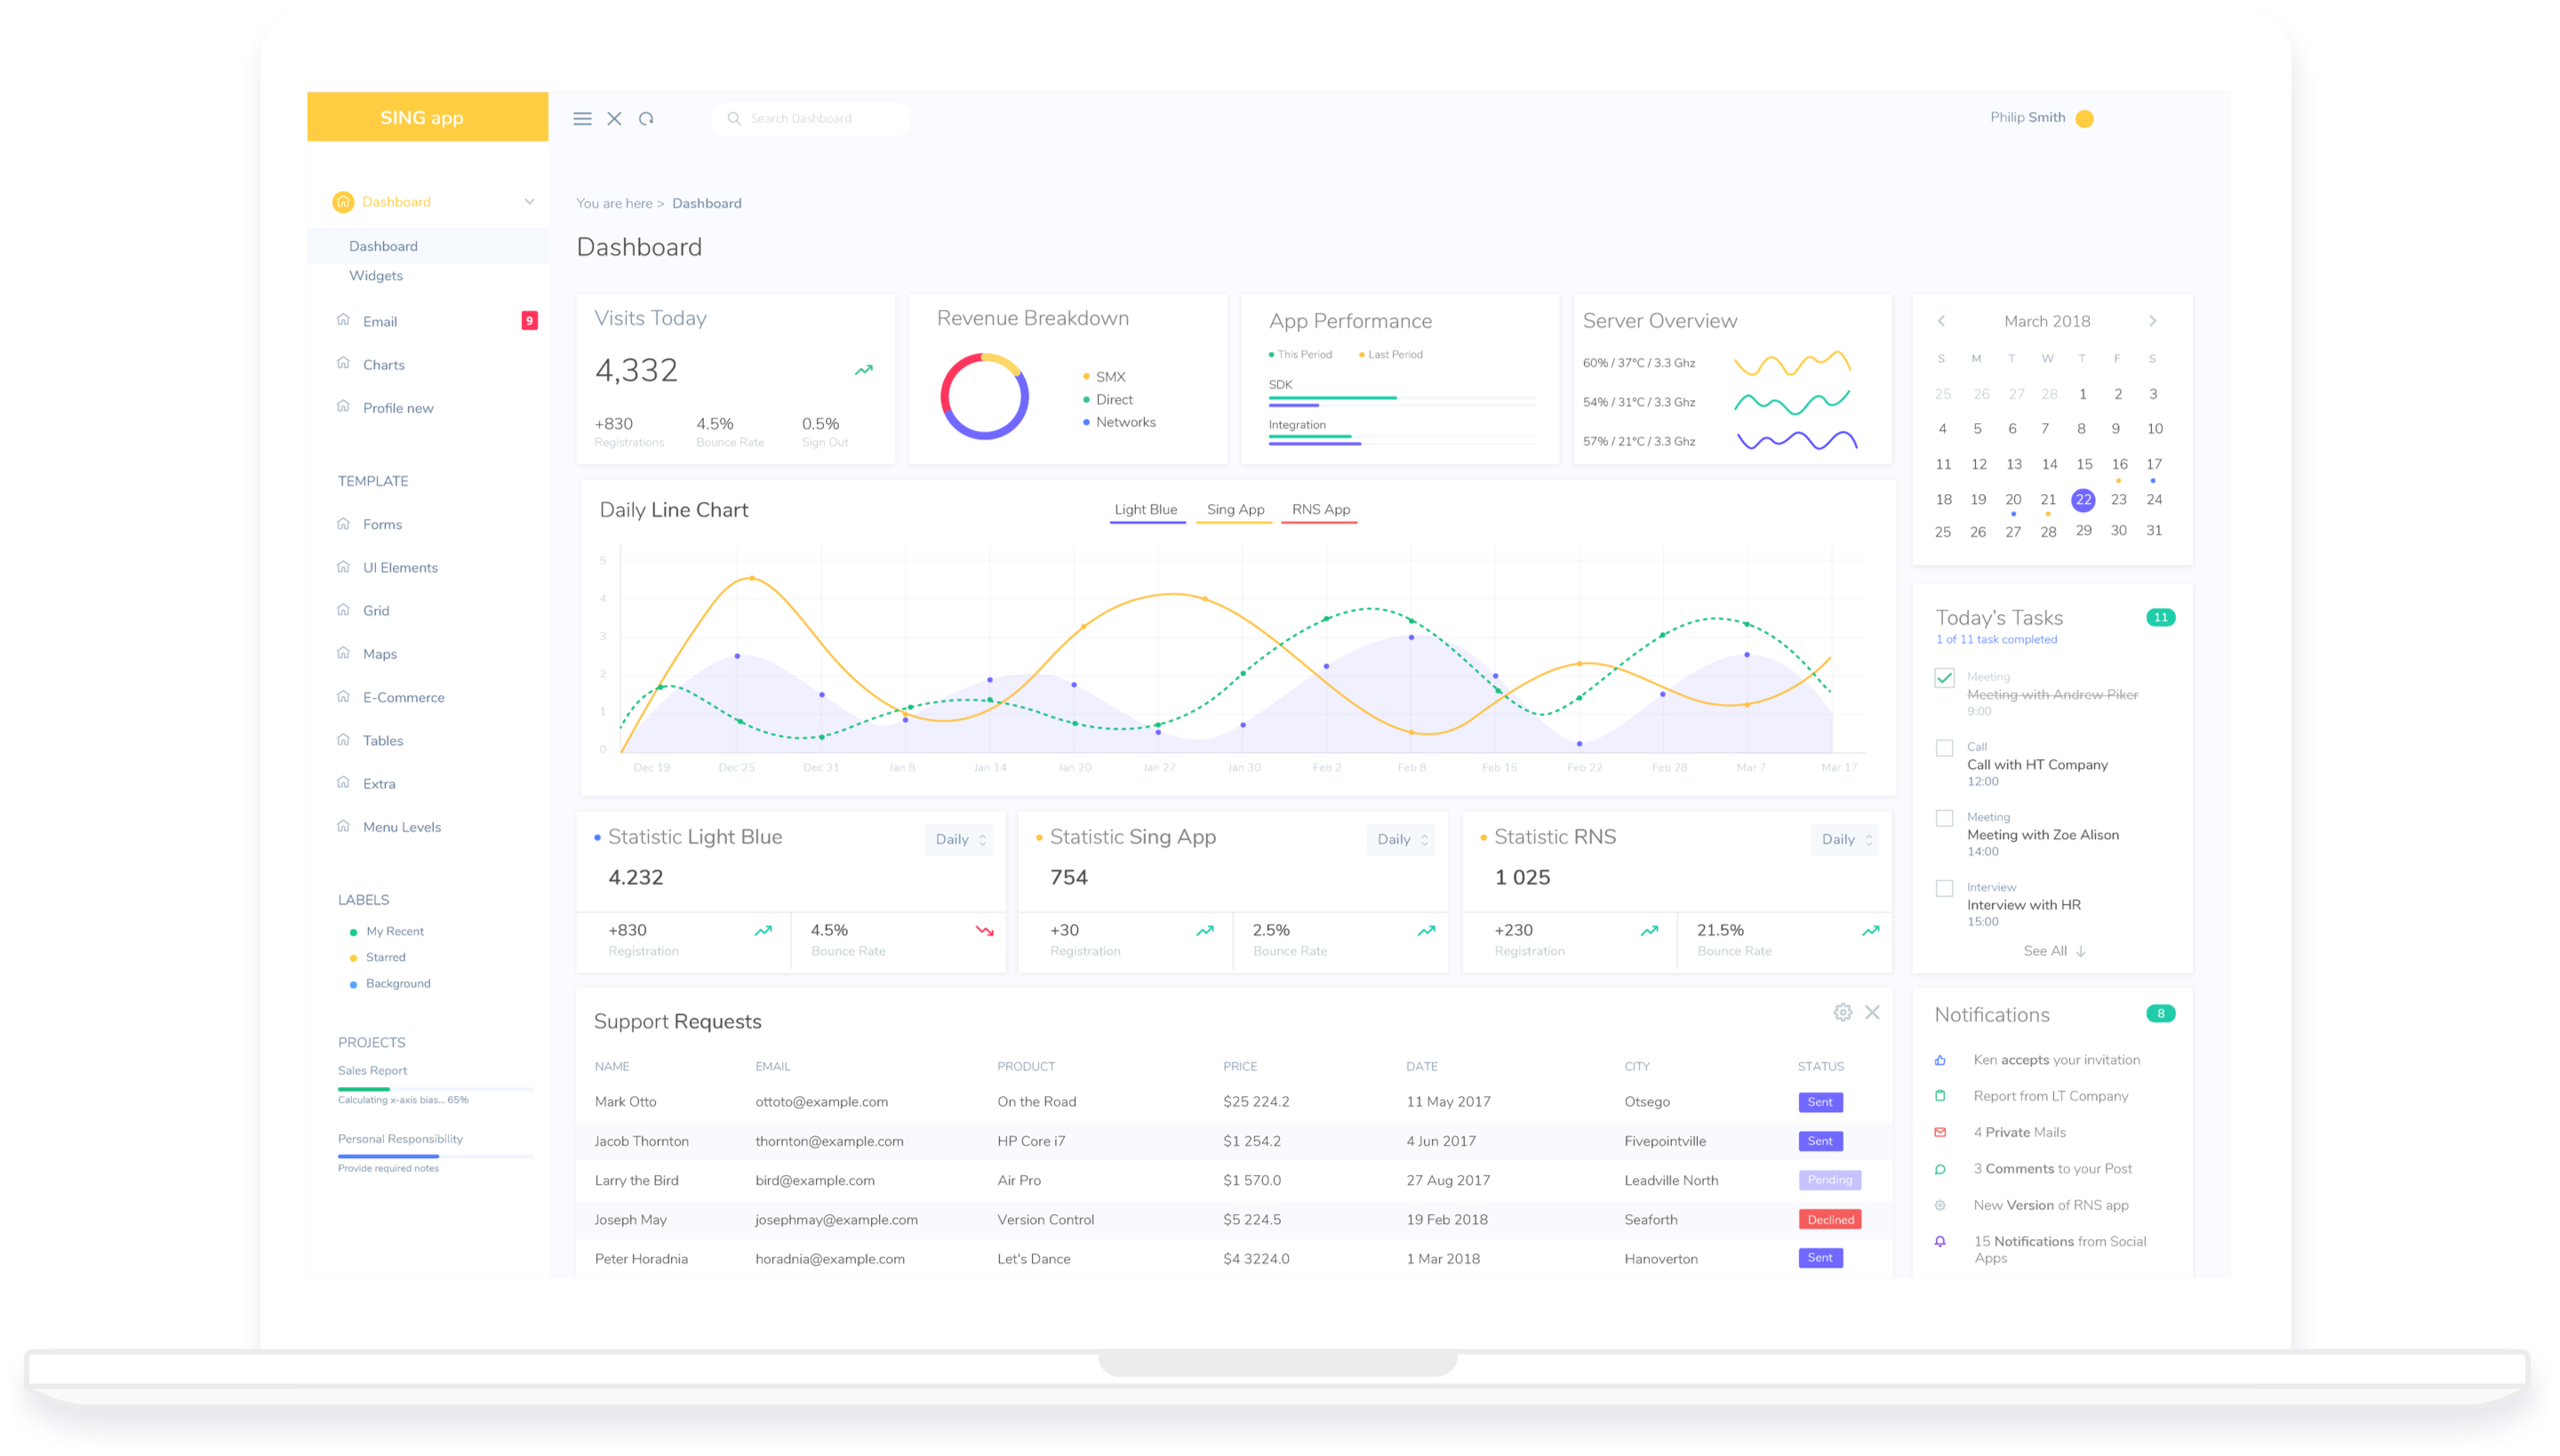 SING app
Search Dashboard
Philip Smith
Dashboard
Dashboard
Widgets
Email
9
Charts
Profile new
TEMPLATE
Forms
UI Elements
Grid
Maps
E-Commerce
Tables
Extra
Menu Levels
LABELS
My Recent
Starred
Background
PROJECTS
Sales Report
Calculating x-axis bias... 65%
Personal Responsibility
Provide required notes
You are here > Dashboard
Dashboard
Visits Today
4,332
+830 4.5% 0.5%
Registrations Bounce Rate Sign Out
Revenue Breakdown
SMX
Direct
Networks
App Performance
This Period Last Period
SDK
Integration
Server Overview
60% / 37°C / 3.3 Ghz
54% / 31°C / 3.3 Ghz
57% / 21°C / 3.3 Ghz
Daily Line Chart
Light Blue Sing App RNS App
5
4
3
2
1
0
Dec 19 Dec 25 Dec 31 Jan 8 Jan 14 Jan 20 Jan 27 Jan 30 Feb 2 Feb 8 Feb 15 Feb 22 Feb 28 Mar 7 Mar 17
Statistic Light Blue
Daily
4.232
+830 4.5%
Registration Bounce Rate
Statistic Sing App
Daily
754
+30 2.5%
Registration Bounce Rate
Statistic RNS
Daily
1 025
+230 21.5%
Registration Bounce Rate
Support Requests
NAME EMAIL PRODUCT PRICE DATE CITY STATUS
Mark Otto ottoto@example.com On the Road $25 224.2 11 May 2017 Otsego Sent
Jacob Thornton thornton@example.com HP Core i7 $1 254.2 4 Jun 2017 Fivepointville Sent
Larry the Bird bird@example.com Air Pro $1 570.0 27 Aug 2017 Leadville North Pending
Joseph May josephmay@example.com Version Control $5 224.5 19 Feb 2018 Seaforth Declined
Peter Horadnia horadnia@example.com Let's Dance $4 3224.0 1 Mar 2018 Hanoverton Sent
March 2018
S M T W T F S
25 26 27 28 1 2 3
4 5 6 7 8 9 10
11 12 13 14 15 16 17
18 19 20 21 22 23 24
25 26 27 28 29 30 31
Today's Tasks
11
1 of 11 task completed
Meeting
Meeting with Andrew Piker
9:00
Call
Call with HT Company
12:00
Meeting
Meeting with Zoe Alison
14:00
Interview
Interview with HR
15:00
See All
Notifications
8
Ken accepts your invitation
Report from LT Company
4 Private Mails
3 Comments to your Post
New Version of RNS app
15 Notifications from Social
Apps